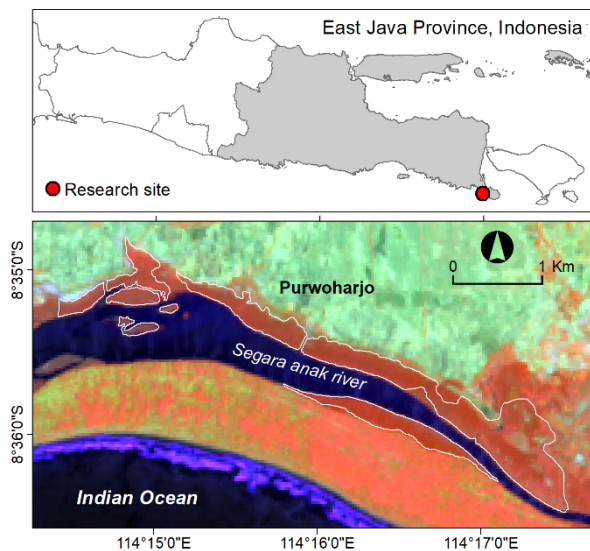 East Java Province, Indonesia
Research site
8°35'0"S
Purwoharjo
0 1 Km
Segara anak river
8°36'0"S
Indian Ocean
114°15'0"E 114°16'0"E 114°17'0"E